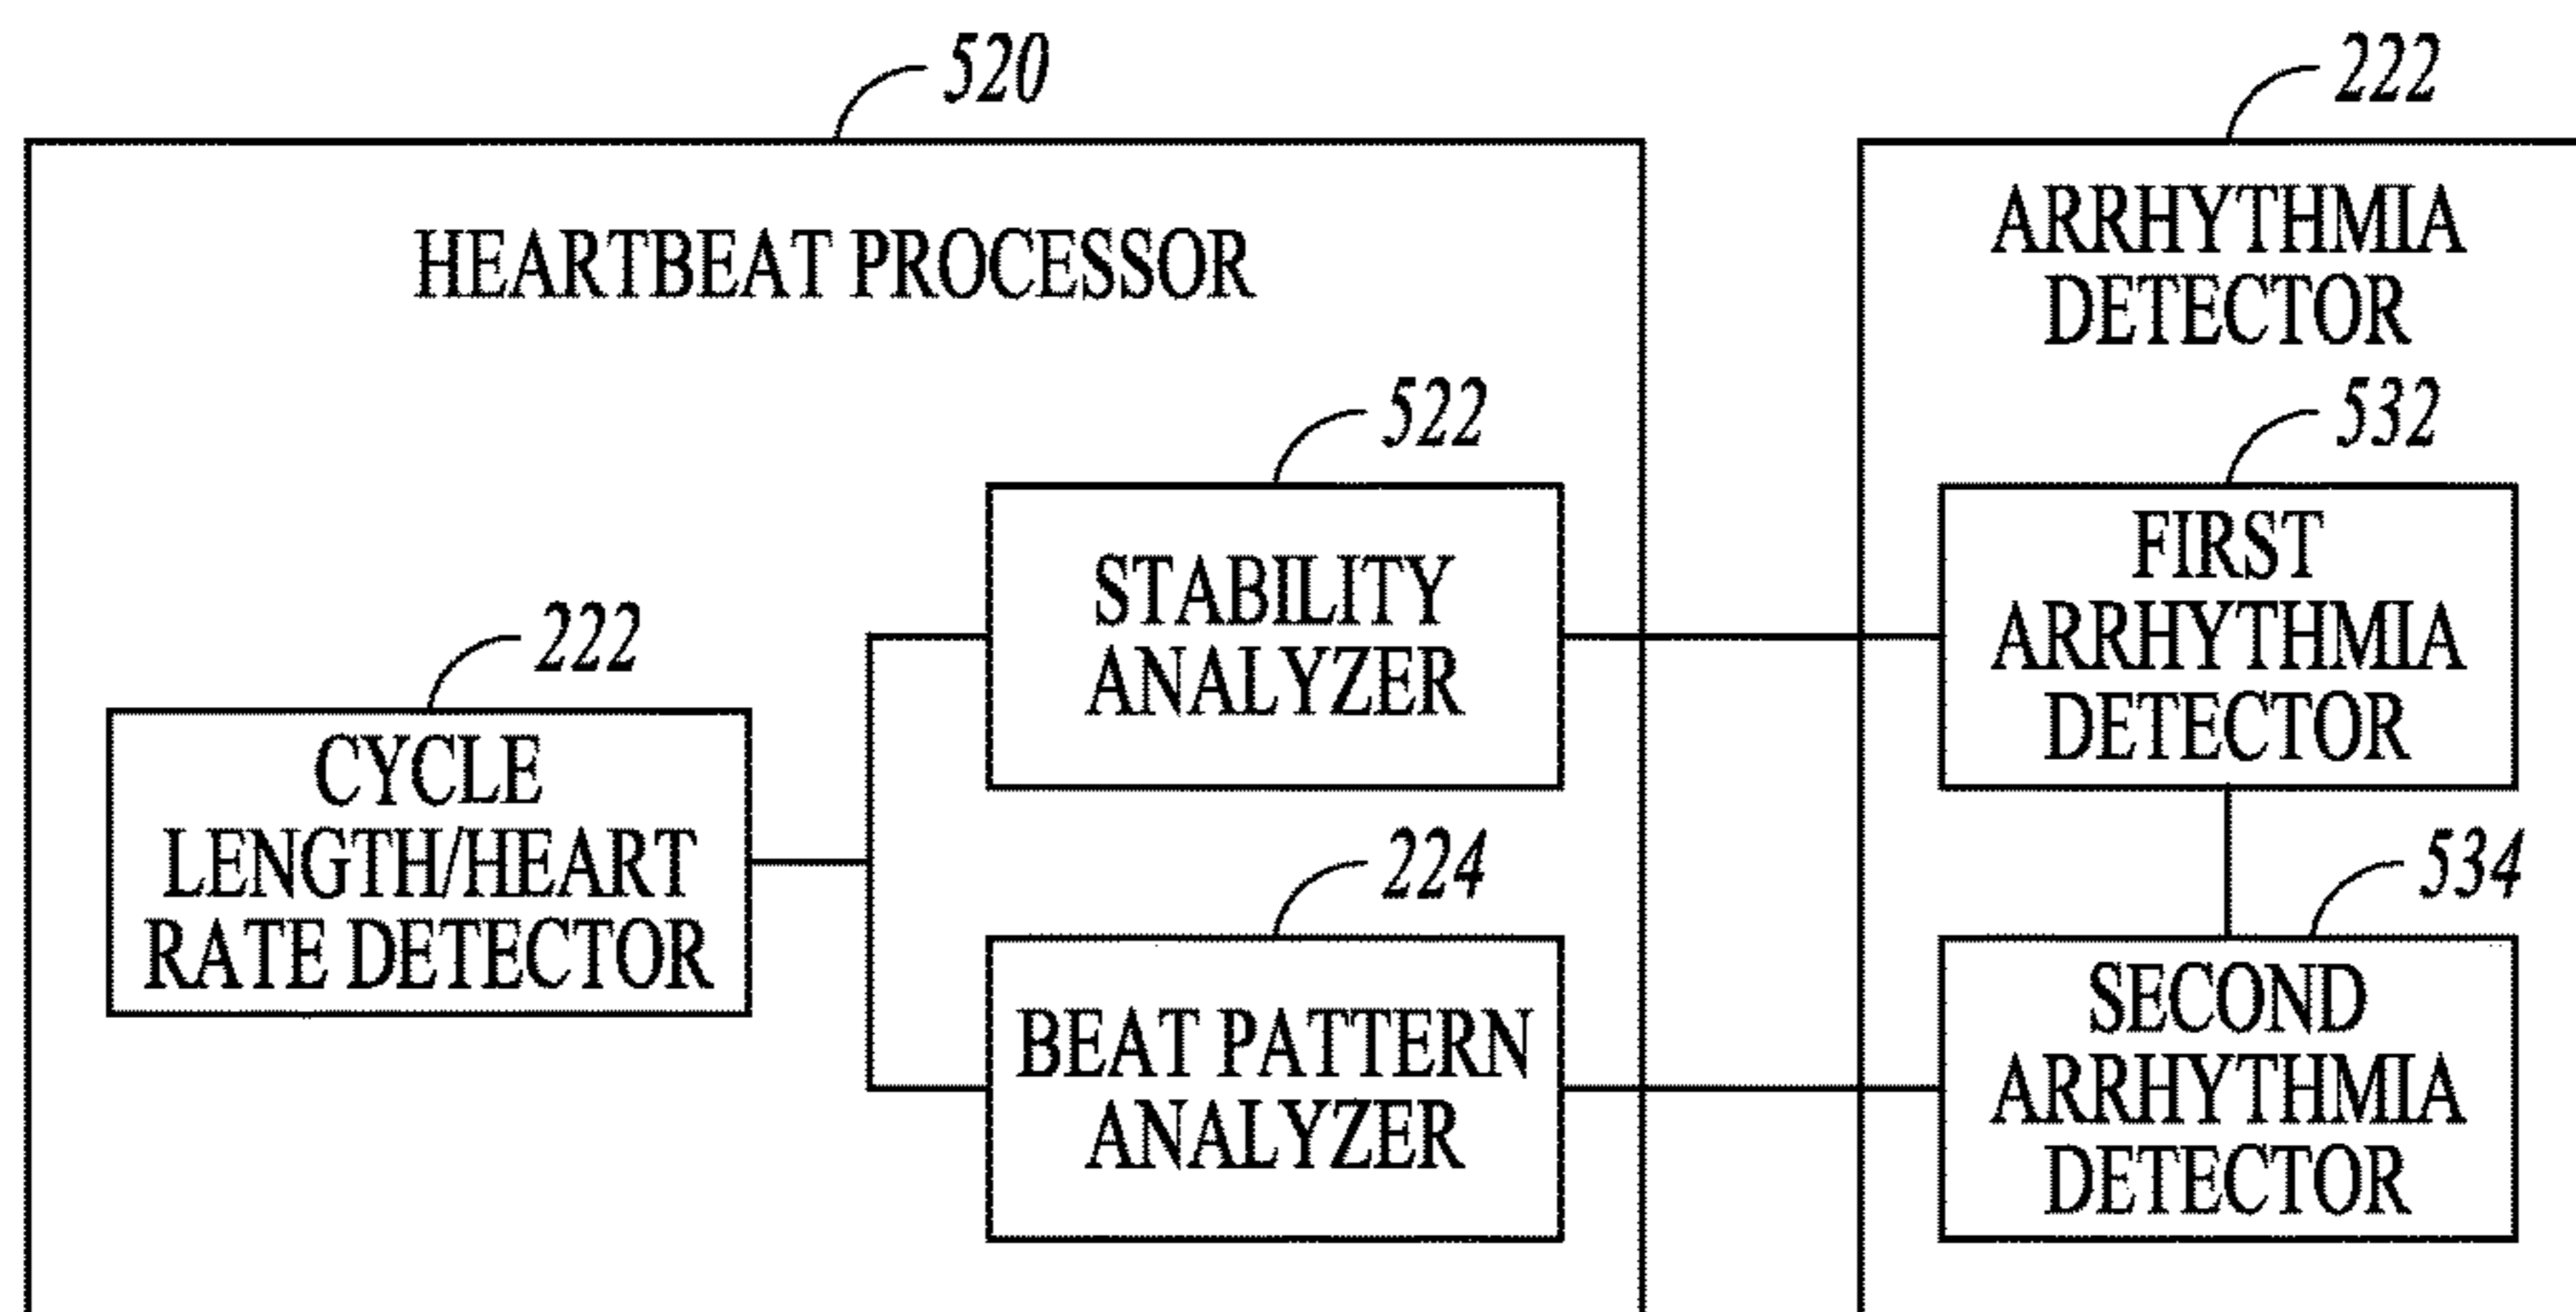 520
HEARTBEAT PROCESSOR
222
CYCLE
LENGTH/HEART
RATE DETECTOR
522
STABILITY
ANALYZER
224
BEAT PATTERN
ANALYZER
222
ARRHYTHMIA
DETECTOR
532
FIRST
ARRHYTHMIA
DETECTOR
534
SECOND
ARRHYTHMIA
DETECTOR